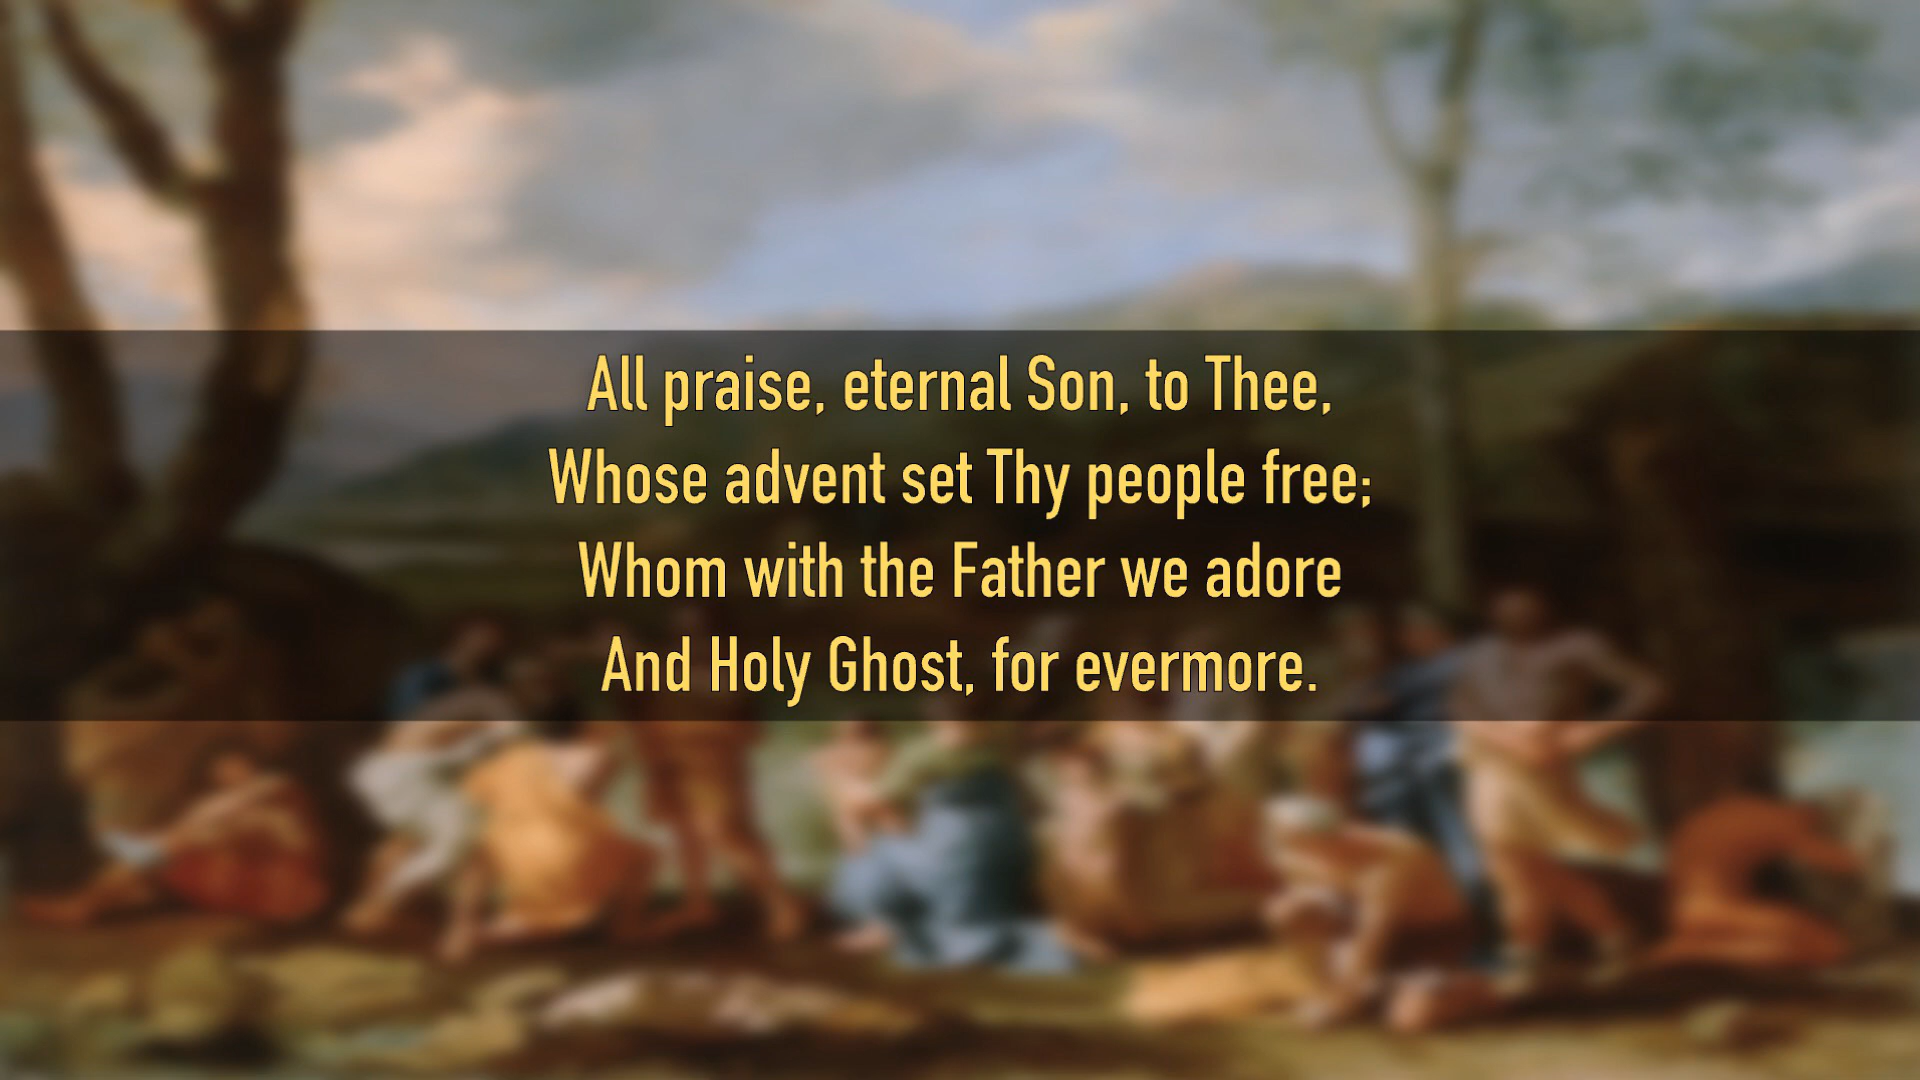 All praise, eternal Son, to Thee,
Whose advent set Thy people free;
Whom with the Father we adore
And Holy Ghost, for evermore.